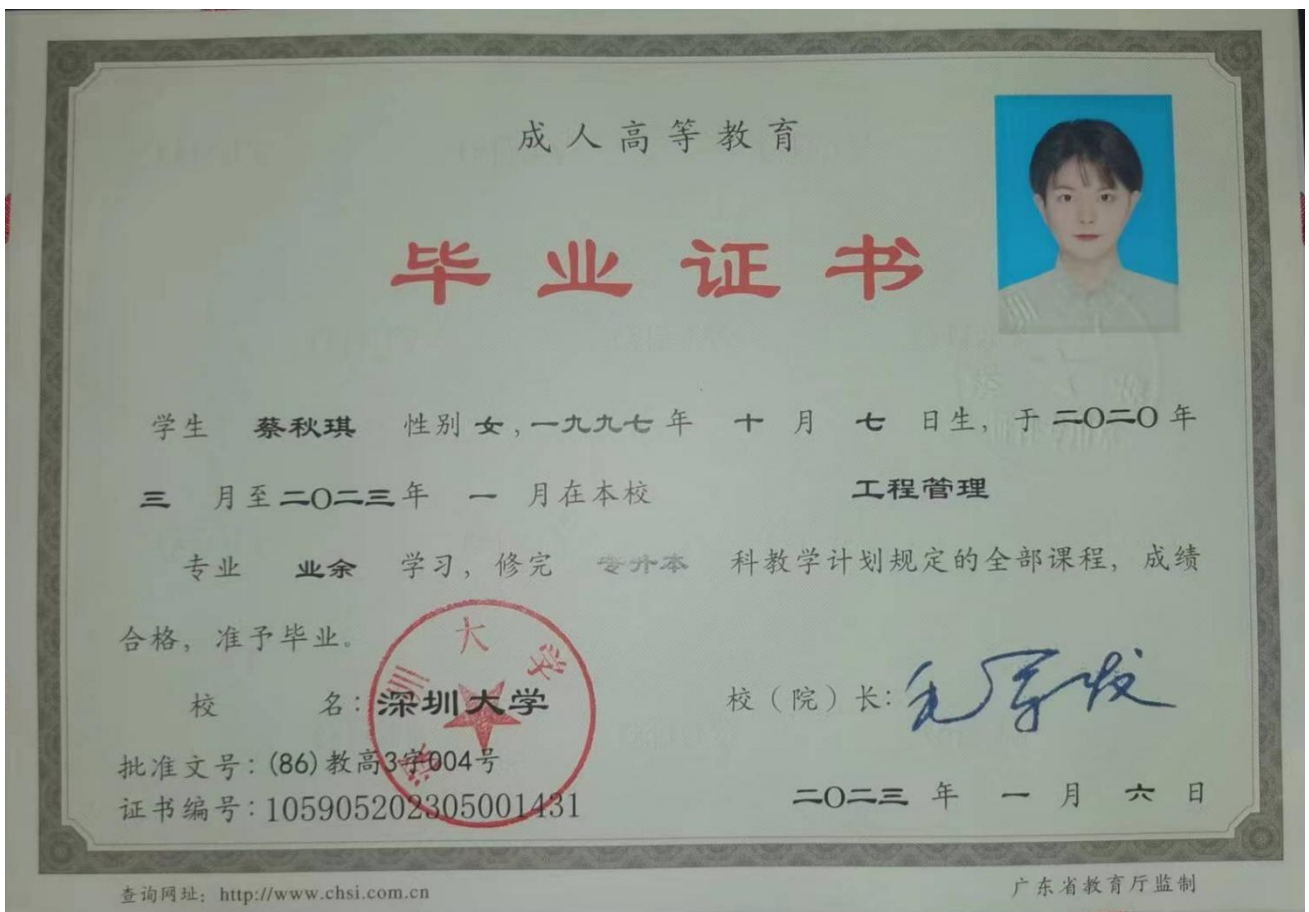 成人高等教育
毕业证书
学生 蔡秋琪 性别 女,一九九七年 十 月 七 日生, 于二〇二〇年
三 月至二〇二三年 一 月在本校 工程管理
专业 业余 学习, 修完 专升本 科教学计划规定的全部课程, 成绩
合格, 准予毕业。
深圳大学
校 名: 深圳大学 校（院）长: 毛军发
批准文号: (86)教高3字004号
证书编号: 105905202305001431 二〇二三 年 一 月 六 日
查询网址: http://www.chsi.com.cn 广东省教育厅监制